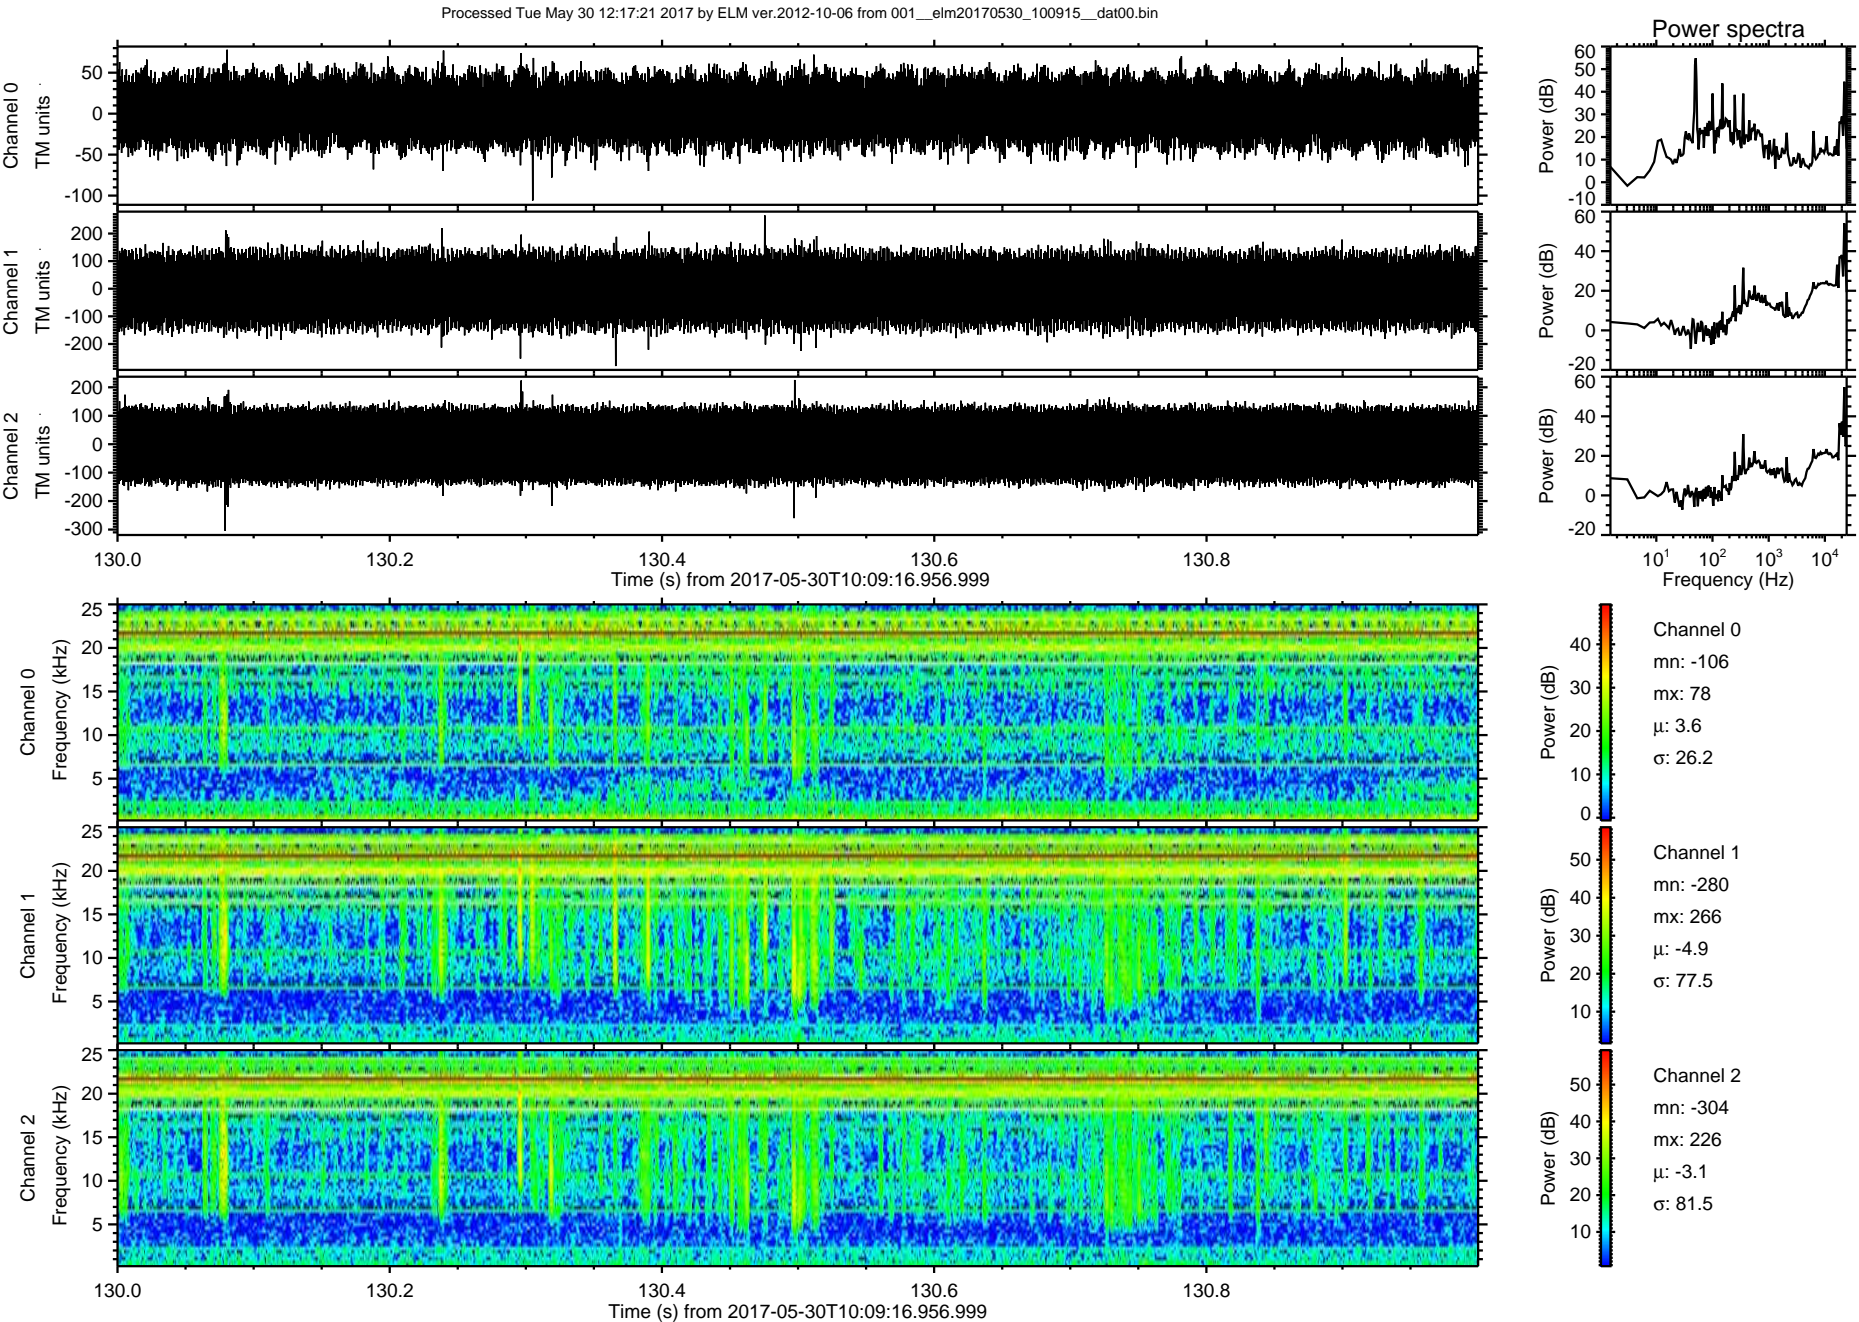 Processed Tue May 30 12:17:21 2017 by ELM ver.2012-10-06 from 001__elm20170530_100915__dat00.bin
Power spectra
Channel 0
TM units
50
0
-50
-100
Power (dB)
60
50
40
30
20
10
0
-10
Channel 1
TM units
200
100
0
-100
-200
Power (dB)
60
40
20
0
-20
Channel 2
TM units
200
100
0
-100
-200
-300
Power (dB)
60
40
20
0
-20
130.0 130.2 130.4 130.6 130.8
Time (s) from 2017-05-30T10:09:16.956.999
10^1 10^2 10^3 10^4
Frequency (Hz)
Channel 0
Frequency (kHz)
25
20
15
10
5
Power (dB)
40
30
20
10
0
Channel 0
mn: -106
mx: 78
μ: 3.6
σ: 26.2
Channel 1
Frequency (kHz)
25
20
15
10
5
Power (dB)
50
40
30
20
10
Channel 1
mn: -280
mx: 266
μ: -4.9
σ: 77.5
Channel 2
Frequency (kHz)
25
20
15
10
5
Power (dB)
50
40
30
20
10
Channel 2
mn: -304
mx: 226
μ: -3.1
σ: 81.5
130.0 130.2 130.4 130.6 130.8
Time (s) from 2017-05-30T10:09:16.956.999